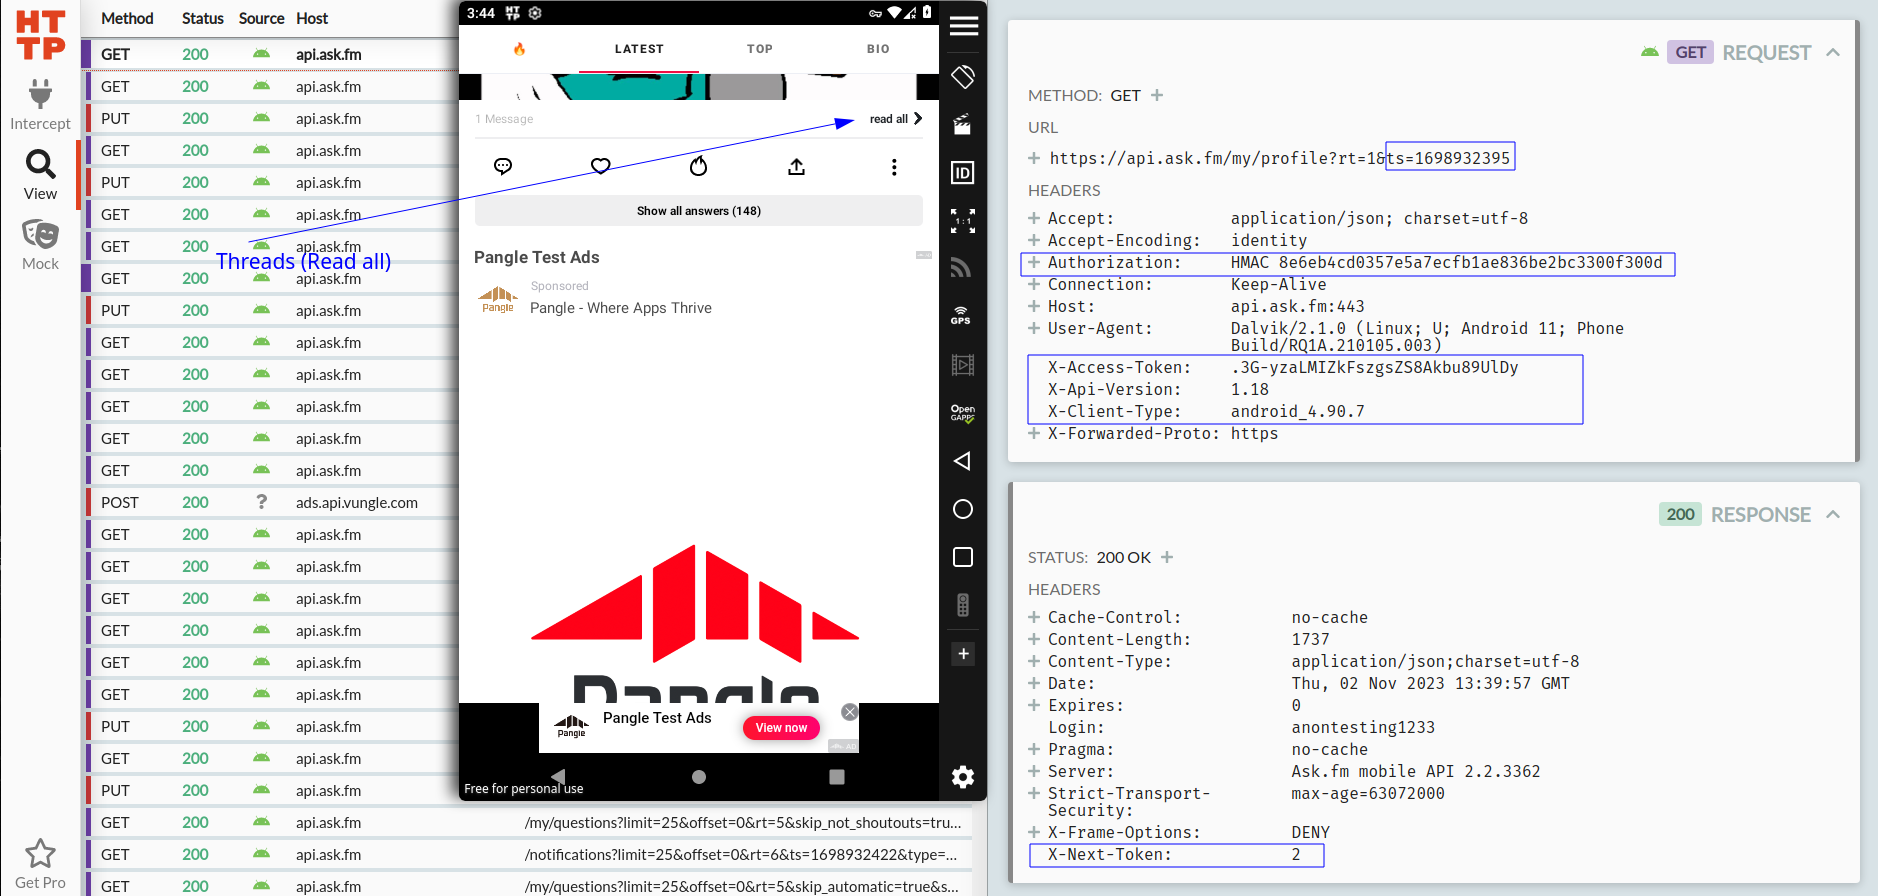 HT
TP
Intercept
View
Mock
Get Pro
Method Status Source Host
GET 200 api.ask.fm
GET 200 api.ask.fm
PUT 200 api.ask.fm
GET 200 api.ask.fm
PUT 200 api.ask.fm
GET 200 api.ask.fm
GET 200 api.ask.fm
Threads (Read all)
GET 200 api.ask.fm
PUT 200 api.ask.fm
GET 200 api.ask.fm
GET 200 api.ask.fm
GET 200 api.ask.fm
GET 200 api.ask.fm
GET 200 api.ask.fm
POST 200 ? ads.api.vungle.com
GET 200 api.ask.fm
GET 200 api.ask.fm
GET 200 api.ask.fm
GET 200 api.ask.fm
GET 200 api.ask.fm
GET 200 api.ask.fm
PUT 200 api.ask.fm
GET 200 api.ask.fm
PUT 200 api.ask.fm
GET 200 api.ask.fm /my/questions?limit=25&offset=0&rt=5&skip_not_shoutouts=tru...
GET 200 api.ask.fm /notifications?limit=25&offset=0&rt=6&ts=1698932422&type=...
GET 200 api.ask.fm /my/questions?limit=25&offset=0&rt=5&skip_automatic=true&s...
3:44 HT TP
LATEST TOP BIO
1 Message read all
Show all answers (148)
Pangle Test Ads
Sponsored
Pangle
Pangle - Where Apps Thrive
Pangle
Pangle Test Ads
Pangle
View now
AD
Free for personal use
ID
1:1
GPS
Open
GAPPS
GET REQUEST
METHOD: GET
URL
https://api.ask.fm/my/profile?rt=1&ts=1698932395
HEADERS
Accept: application/json; charset=utf-8
Accept-Encoding: identity
Authorization: HMAC 8e6eb4cd0357e5a7ecfb1ae836be2bc3300f300d
Connection: Keep-Alive
Host: api.ask.fm:443
User-Agent: Dalvik/2.1.0 (Linux; U; Android 11; Phone
Build/RQ1A.210105.003)
X-Access-Token: .3G-yzaLMIZkFszgsZS8Akbu89UlDy
X-Api-Version: 1.18
X-Client-Type: android_4.90.7
X-Forwarded-Proto: https
200 RESPONSE
STATUS: 200 OK
HEADERS
Cache-Control: no-cache
Content-Length: 1737
Content-Type: application/json;charset=utf-8
Date: Thu, 02 Nov 2023 13:39:57 GMT
Expires: 0
Login: anontesting1233
Pragma: no-cache
Server: Ask.fm mobile API 2.2.3362
Strict-Transport- max-age=63072000
Security:
X-Frame-Options: DENY
X-Next-Token: 2